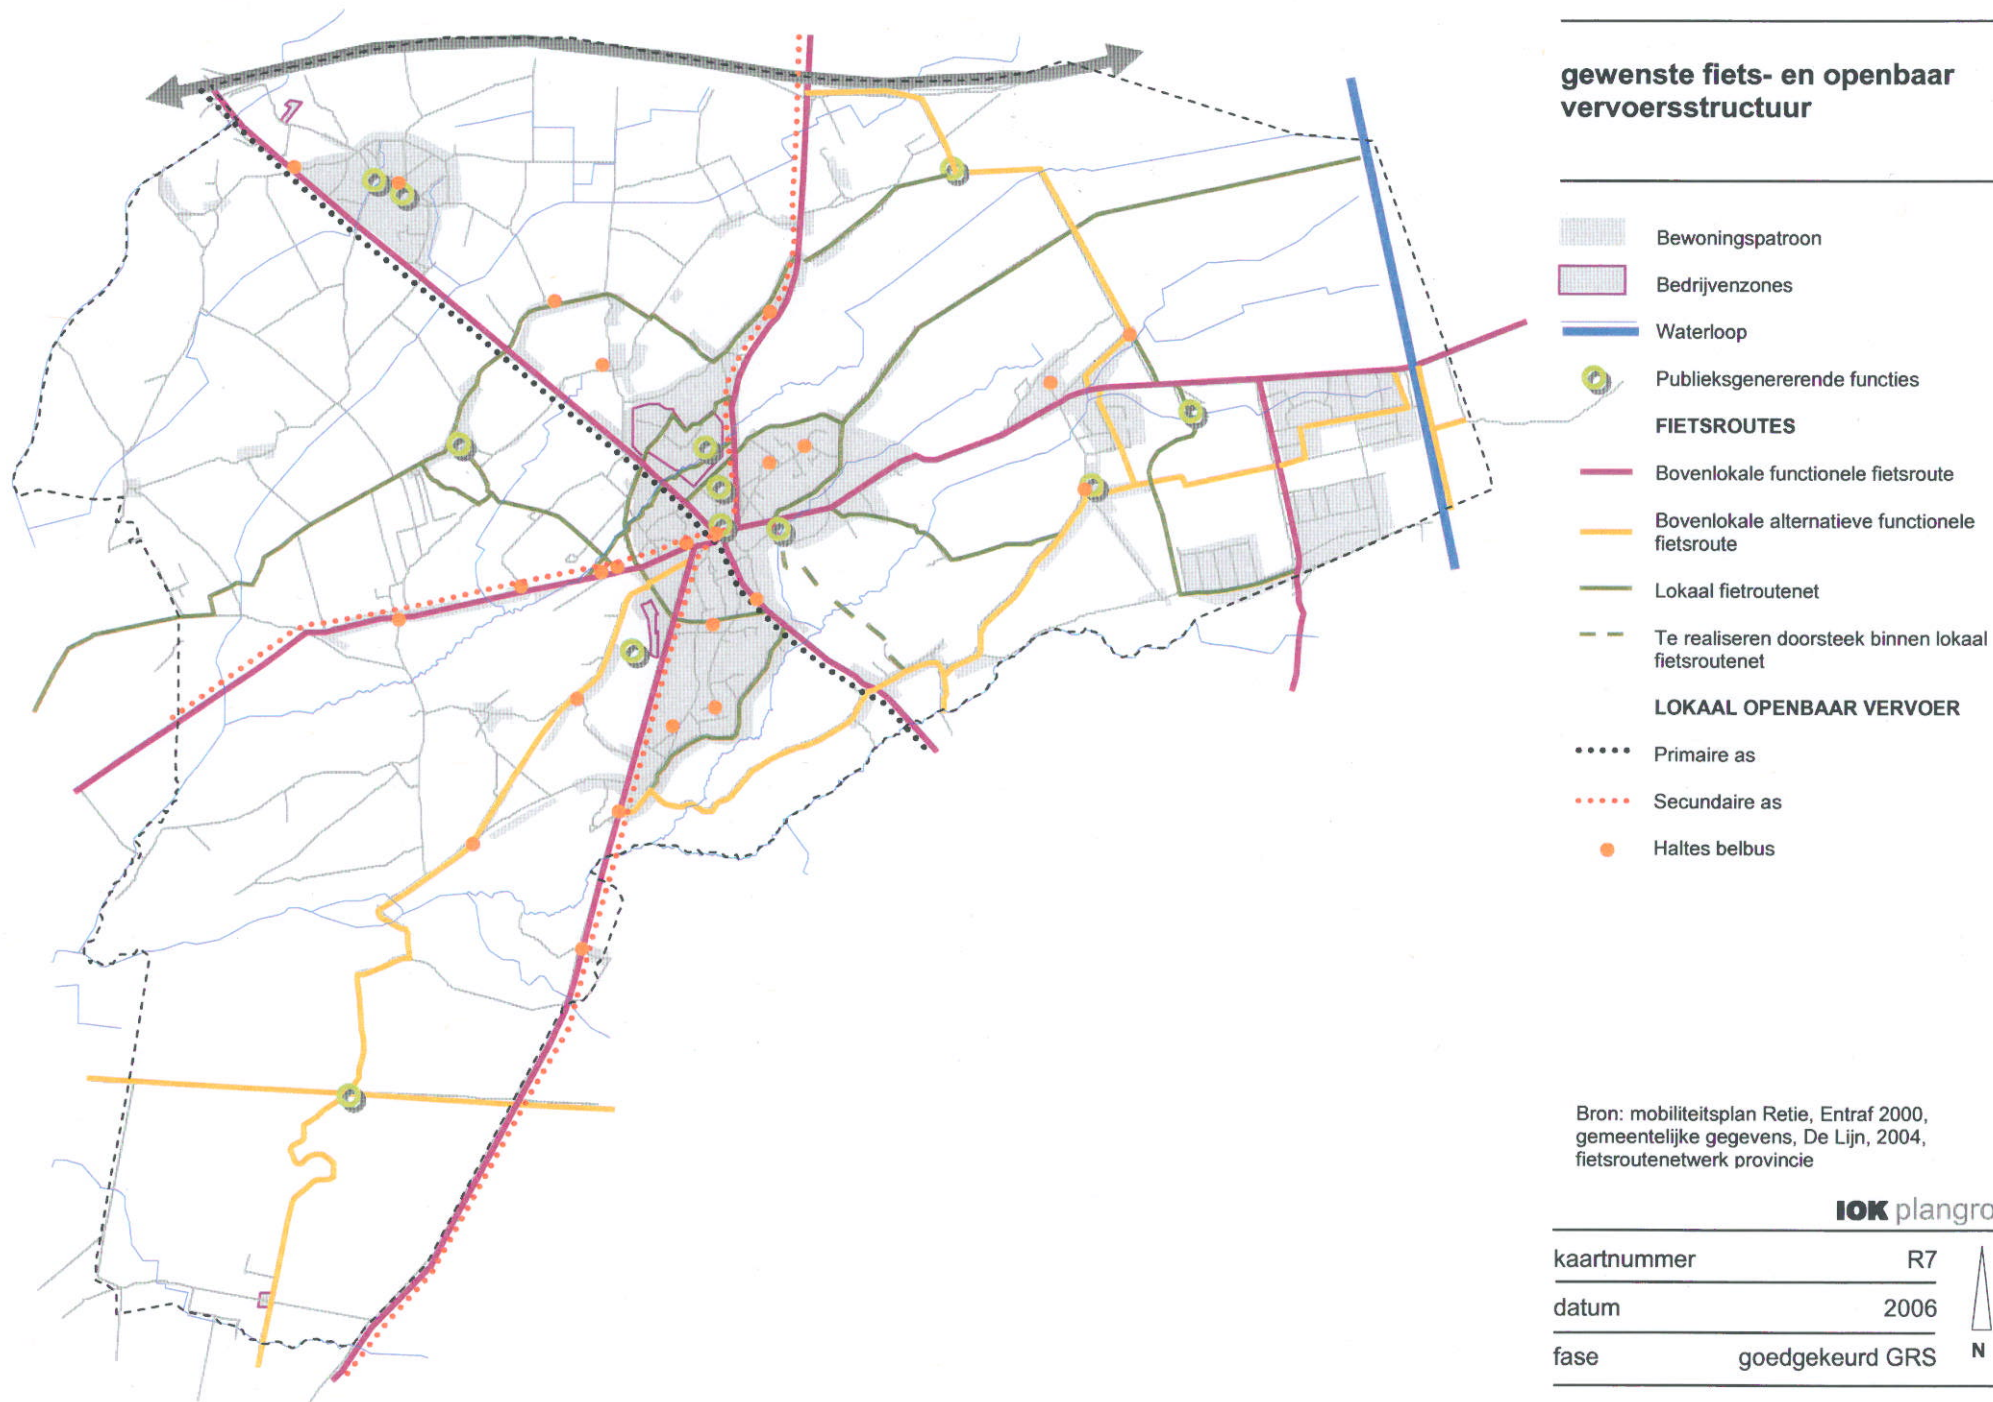 gewenste fiets- en openbaar
vervoersstructuur
Bewoningspatroon
Bedrijvenzones
Waterloop
Publieksgenererende functies
FIETSROUTES
Bovenlokale functionele fietsroute
Bovenlokale alternatieve functionele
fietsroute
Lokaal fietroutenet
Te realiseren doorsteek binnen lokaal
fietsroutenet
LOKAAL OPENBAAR VERVOER
Primaire as
Secundaire as
Haltes belbus
Bron: mobiliteitsplan Retie, Entraf 2000,
gemeentelijke gegevens, De Lijn, 2004,
fietsroutenetwerk provincie
IOK plangro
kaartnummer R7
datum 2006
fase goedgekeurd GRS
N